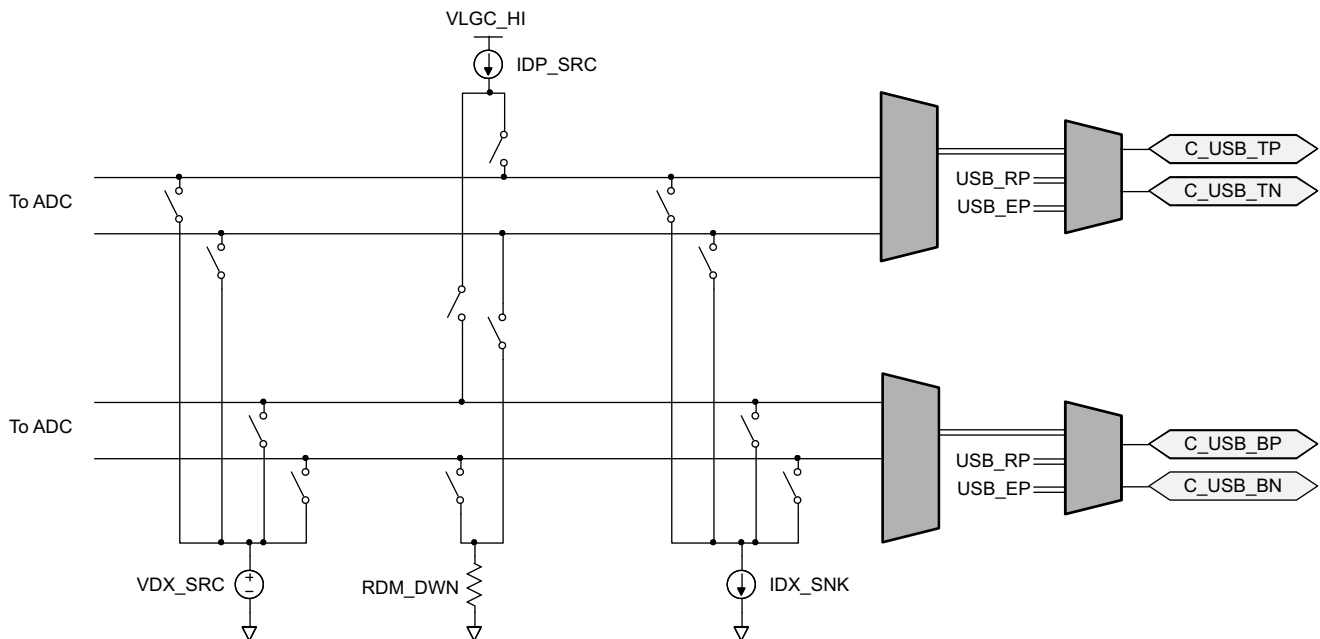 VLGC_HI
IDP_SRC
C_USB_TP
To ADC
USB_RP
C_USB_TN
USB_EP
To ADC
C_USB_BP
USB_RP
USB_EP
C_USB_BN
VDX_SRC
+
−
RDM_DWN
IDX_SNK